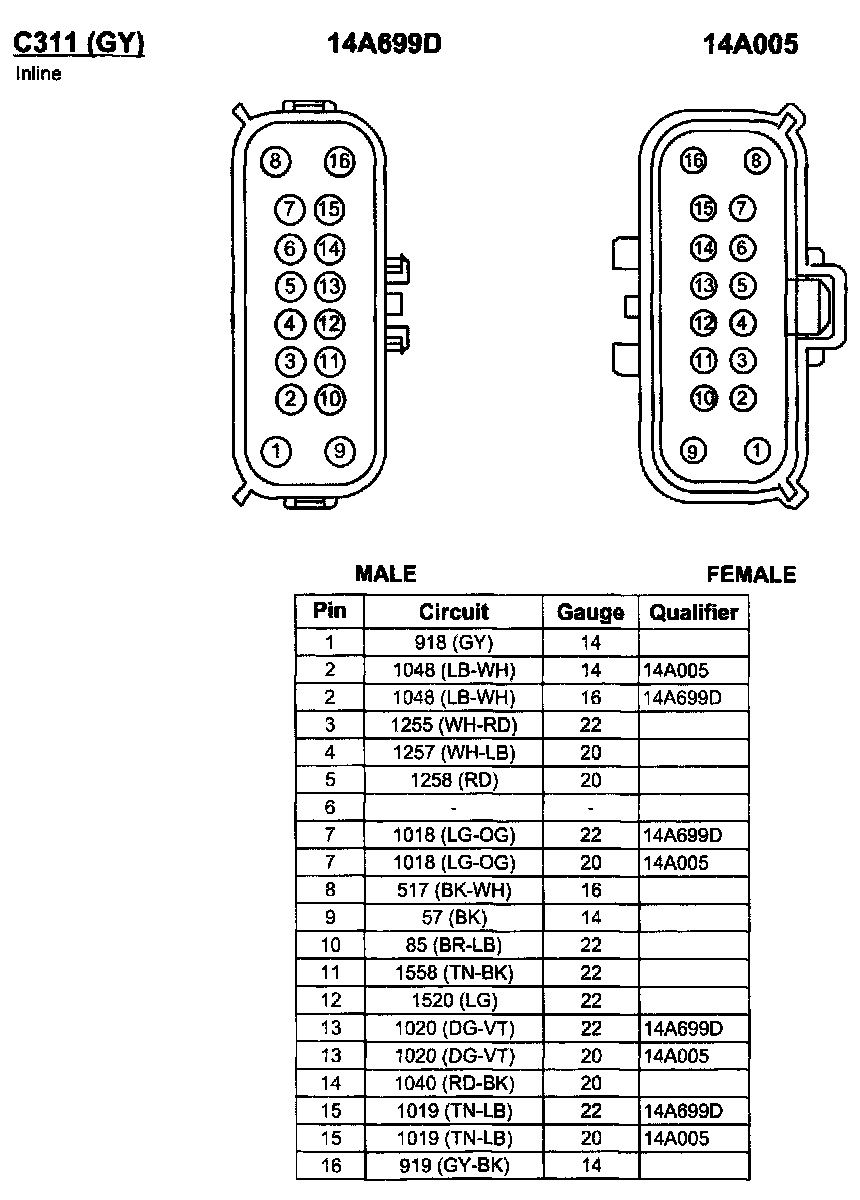 C311 (GY) 14A699D 14A005
Inline
8 16 16 8
7 15 15 7
6 14 14 6
5 13 13 5
4 12 12 4
3 11 11 3
2 10 10 2
1 9 9 1
MALE FEMALE
Pin Circuit Gauge Qualifier
1 918 (GY) 14
2 1048 (LB-WH) 14 14A005
2 1048 (LB-WH) 16 14A699D
3 1255 (WH-RD) 22
4 1257 (WH-LB) 20
5 1258 (RD) 20
6 - -
7 1018 (LG-OG) 22 14A699D
7 1018 (LG-OG) 20 14A005
8 517 (BK-WH) 16
9 57 (BK) 14
10 85 (BR-LB) 22
11 1558 (TN-BK) 22
12 1520 (LG) 22
13 1020 (DG-VT) 22 14A699D
13 1020 (DG-VT) 20 14A005
14 1040 (RD-BK) 20
15 1019 (TN-LB) 22 14A699D
15 1019 (TN-LB) 20 14A005
16 919 (GY-BK) 14